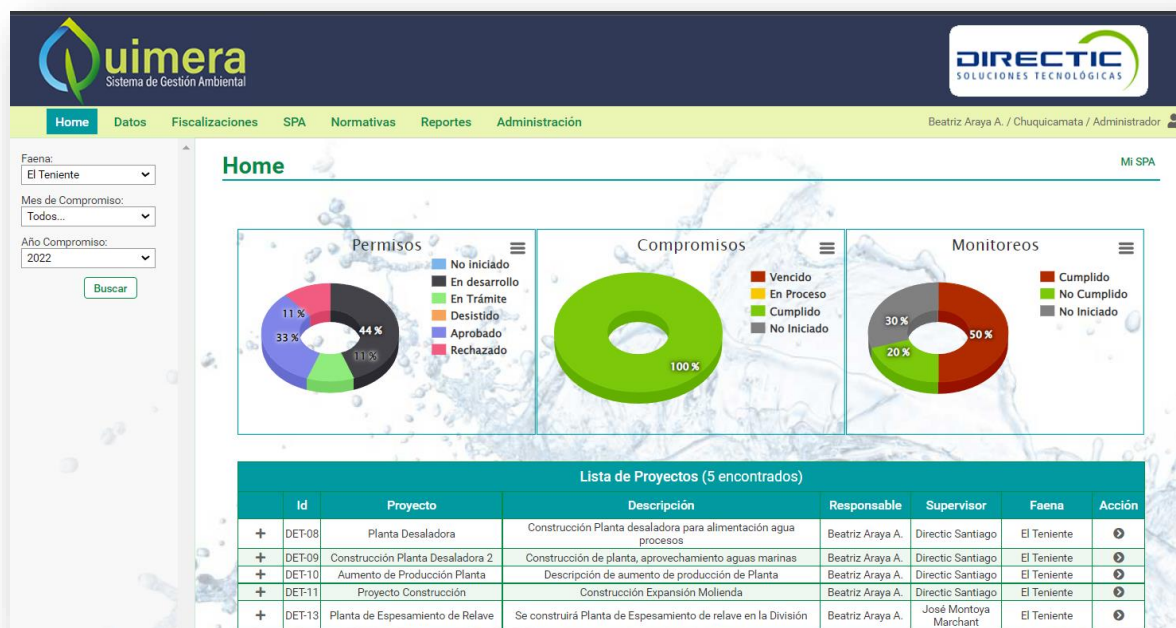 Quimera
Sistema de Gestión Ambiental
DIRECTIC
SOLUCIONES TECNOLÓGICAS
Home Datos Fiscalizaciones SPA Normativas Reportes Administración Beatriz Araya A. / Chuquicamata / Administrador
Faena:
El Teniente
Mes de Compromiso:
Todos...
Año Compromiso:
2022
Buscar
Home Mi SPA
Permisos
No iniciado
En desarrollo
En Trámite
Desistido
Aprobado
Rechazado
11 %
33 %
44 %
11 %
Compromisos
Vencido
En Proceso
Cumplido
No Iniciado
100 %
Monitoreos
Cumplido
No Cumplido
No Iniciado
30 %
50 %
20 %
Lista de Proyectos (5 encontrados)
Id Proyecto Descripción Responsable Supervisor Faena Acción
+ DET-08 Planta Desaladora Construcción Planta desaladora para alimentación agua procesos Beatriz Araya A. Directic Santiago El Teniente
+ DET-09 Construcción Planta Desaladora 2 Construcción de planta, aprovechamiento aguas marinas Beatriz Araya A. Directic Santiago El Teniente
+ DET-10 Aumento de Producción Planta Descripción de aumento de producción de Planta Beatriz Araya A. Directic Santiago El Teniente
+ DET-11 Proyecto Construcción Construcción Expansión Molienda Beatriz Araya A. Directic Santiago El Teniente
+ DET-13 Planta de Espesamiento de Relave Se construirá Planta de Espesamiento de relave en la División Beatriz Araya A. José Montoya Marchant El Teniente